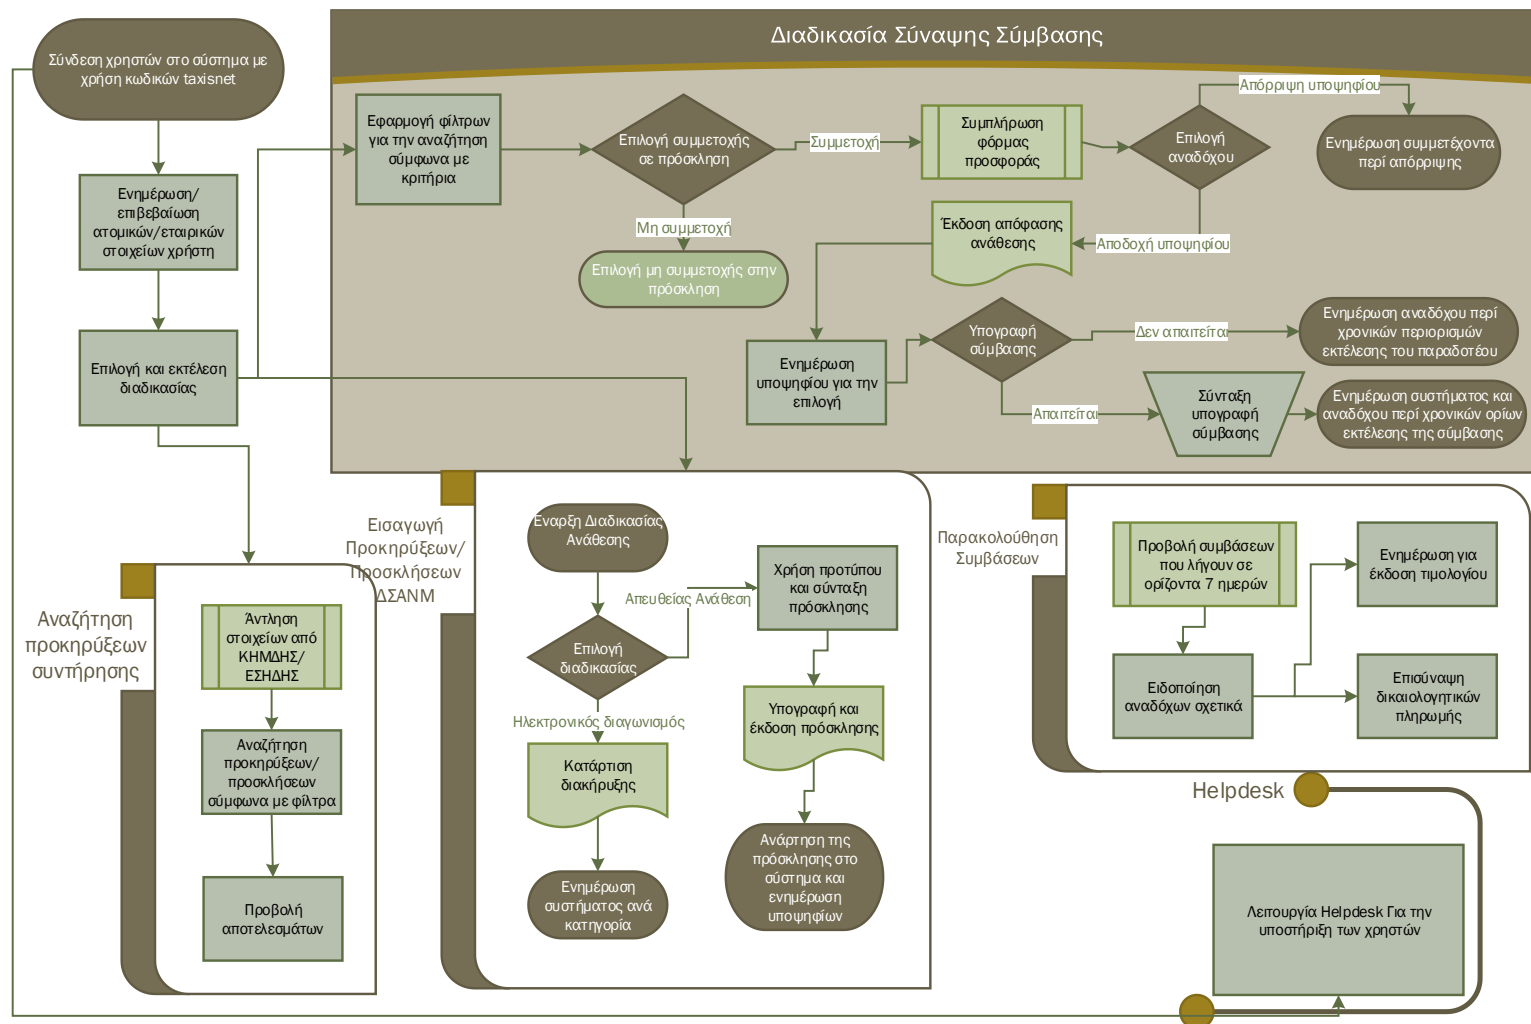 Διαδικασία Σύναψης Σύμβασης
Σύνδεση χρηστών στο σύστημα με
χρήση κωδικών taxisnet
Ενημέρωση/
επιβεβαίωση
ατομικών/εταιρικών
στοιχείων χρήστη
Επιλογή και εκτέλεση
διαδικασίας
Εφαρμογή φίλτρων
για την αναζήτηση
σύμφωνα με
κριτήρια
Επιλογή συμμετοχής
σε πρόσκληση
Συμμετοχή
Μη συμμετοχή
Επιλογή μη συμμετοχής στην
πρόσκληση
Συμπλήρωση
φόρμας
προσφοράς
Επιλογή
αναδόχου
Απόρριψη υποψηφίου
Ενημέρωση συμμετέχοντα
περί απόρριψης
Αποδοχή υποψηφίου
Έκδοση απόφασης
ανάθεσης
Ενημέρωση
υποψηφίου για την
επιλογή
Υπογραφή
σύμβασης
Δεν απαιτείται
Ενημέρωση αναδόχου περί
χρονικών περιορισμών
εκτέλεσης του παραδοτέου
Απαιτείται
Σύνταξη
υπογραφή
σύμβασης
Ενημέρωση συστήματος και
αναδόχου περί χρονικών ορίων
εκτέλεσης της σύμβασης
Αναζήτηση
προκηρύξεων
συντήρησης
Άντληση
στοιχείων από
ΚΗΜΔΗΣ/
ΕΣΗΔΗΣ
Αναζήτηση
προκηρύξεων/
προσκλήσεων
σύμφωνα με φίλτρα
Προβολή
αποτελεσμάτων
Εισαγωγή
Προκηρύξεων/
Προσκλήσεων
ΔΣΑΝΜ
Έναρξη Διαδικασίας
Ανάθεσης
Επιλογή
διαδικασίας
Απευθείας Ανάθεση
Ηλεκτρονικός διαγωνισμός
Κατάρτιση
διακήρυξης
Ενημέρωση
συστήματος ανά
κατηγορία
Χρήση προτύπου
και σύνταξη
πρόσκλησης
Υπογραφή και
έκδοση πρόσκλησης
Ανάρτηση της
πρόσκλησης στο
σύστημα και
ενημέρωση
υποψηφίων
Παρακολούθηση
Συμβάσεων
Προβολή συμβάσεων
που λήγουν σε
ορίζοντα 7 ημερών
Ειδοποίηση
αναδόχων σχετικά
Ενημέρωση για
έκδοση τιμολογίου
Επισύναψη
δικαιολογητικών
πληρωμής
Helpdesk
Λειτουργία Helpdesk Για την
υποστήριξη των χρηστών